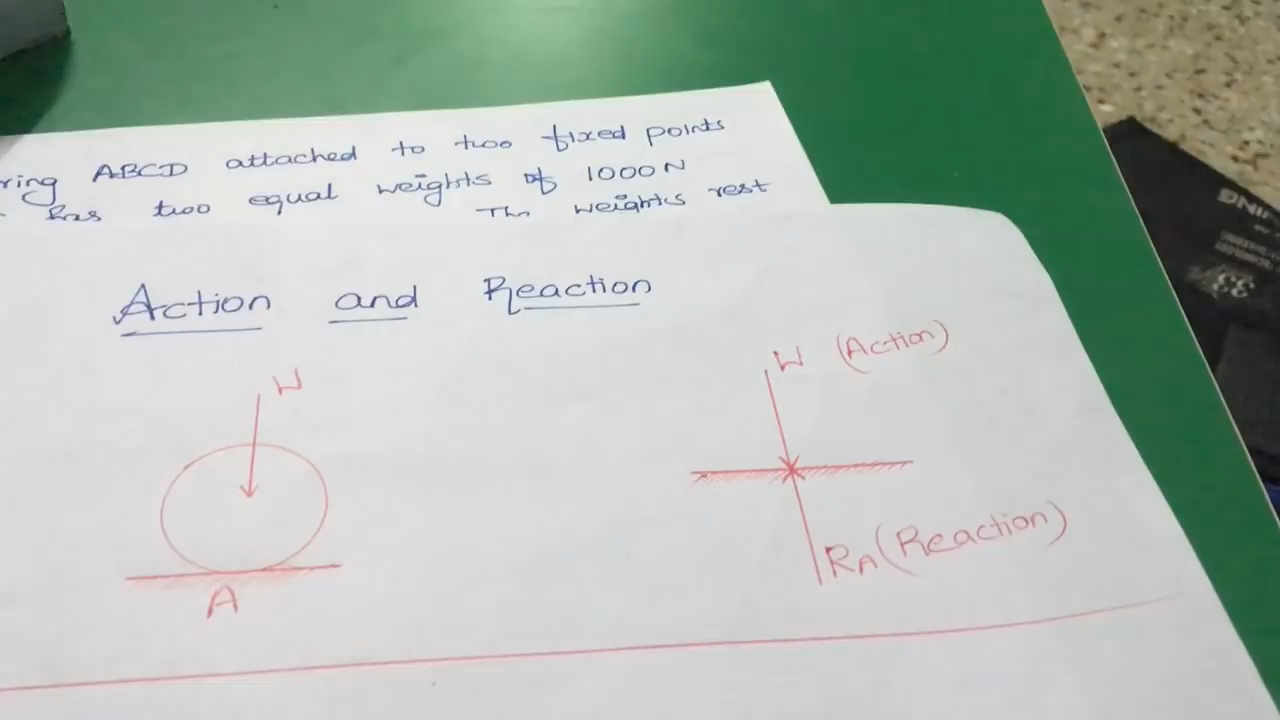 ring ABCD attached to two fixed points
has two equal weights of 1000N
The weights rest
Action and Reaction
W
A
W (Action)
RA (Reaction)